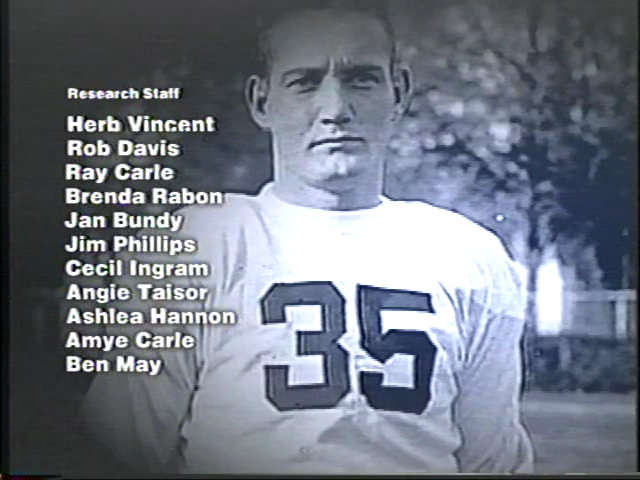 Research Staff
Herb Vincent
Rob Davis
Ray Carle
Brenda Rabon
Jan Bundy
Jim Phillips
Cecil Ingram
Angie Taisor
Ashlea Hannon
Amye Carle
Ben May
35